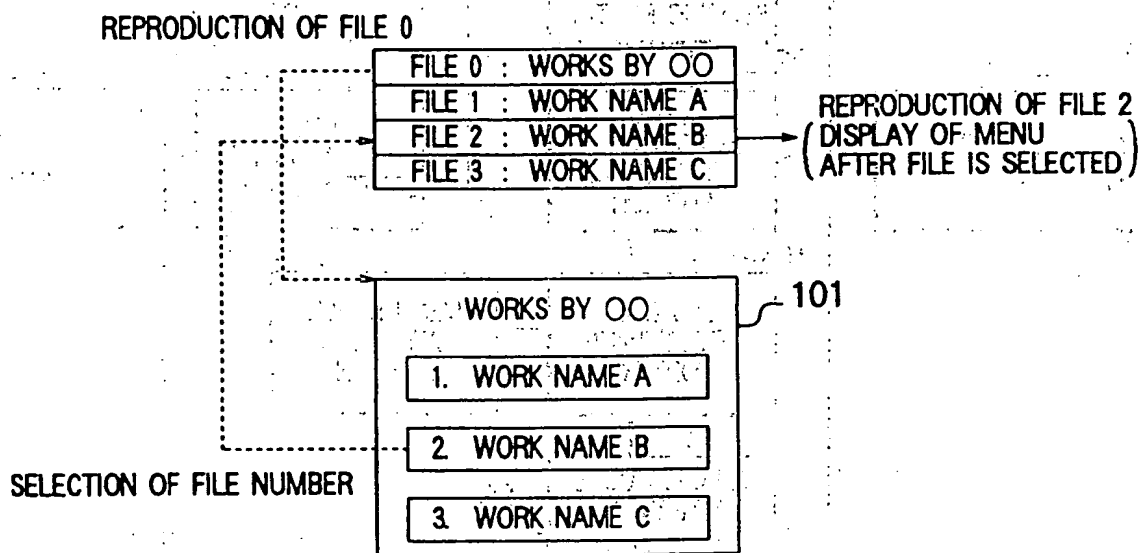 REPRODUCTION OF FILE 0
FILE 0 : WORKS BY OO
FILE 1 : WORK NAME A
FILE 2 : WORK NAME B
FILE 3 : WORK NAME C
REPRODUCTION OF FILE 2
(DISPLAY OF MENU
AFTER FILE IS SELECTED)
WORKS BY OO
101
1. WORK NAME A
2. WORK NAME B
3. WORK NAME C
SELECTION OF FILE NUMBER